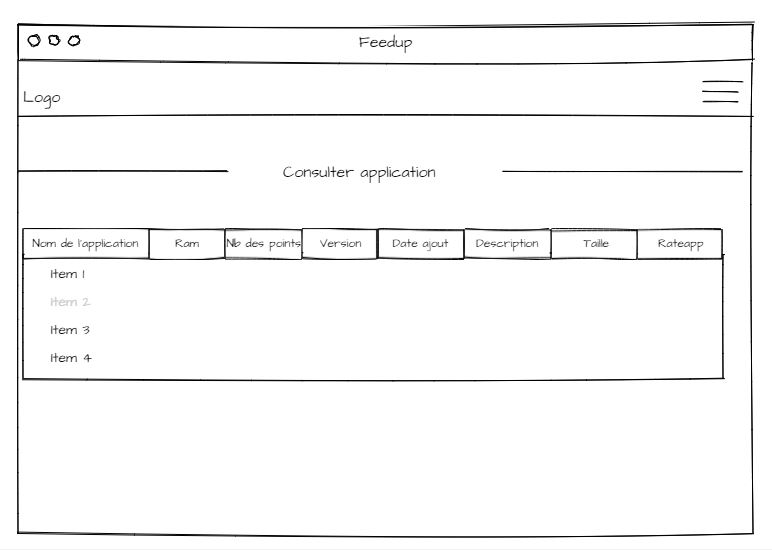 Feedup
Logo
Consulter application
Nom de l'application Ram Nb des points Version Date ajout Description Taille Rateapp
Item 1
Item 2
Item 3
Item 4